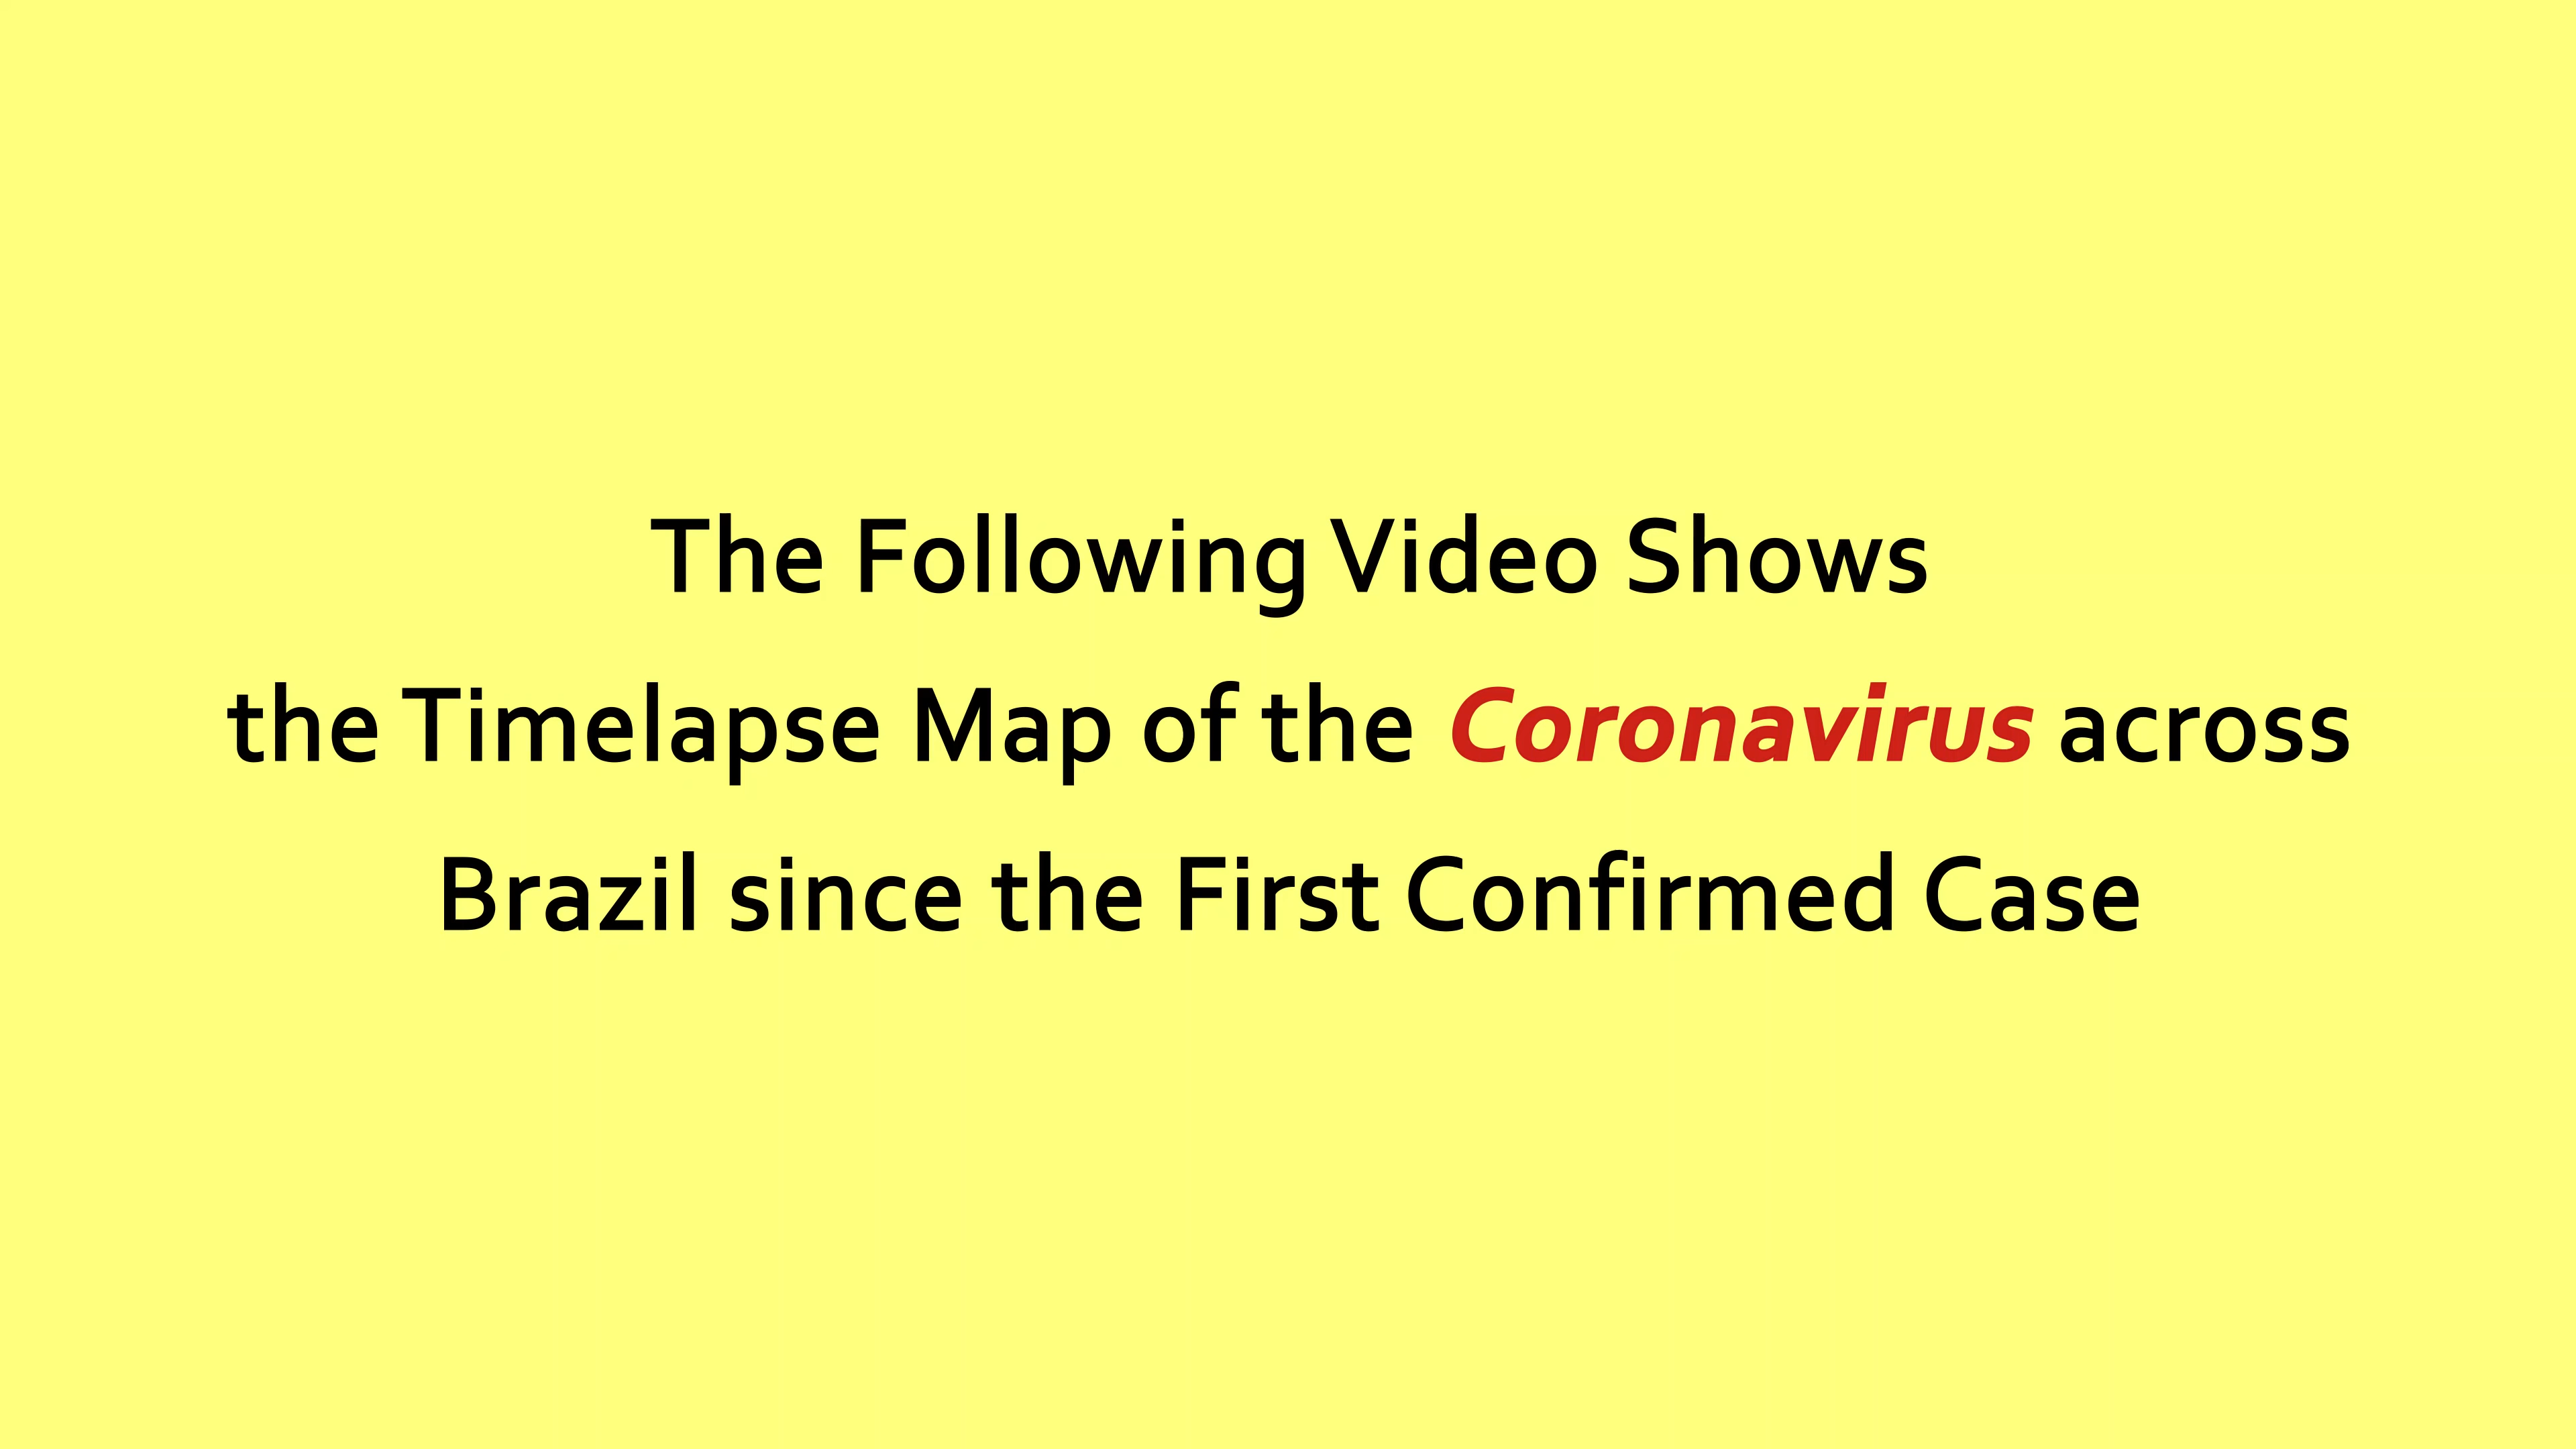 The Following Video Shows
the Timelapse Map of the Coronavirus across
Brazil since the First Confirmed Case